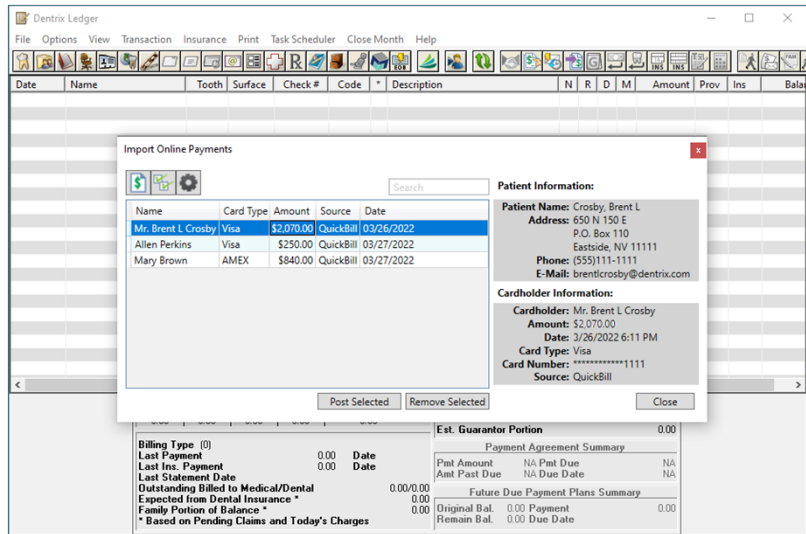 Dentrix Ledger
File Options View Transaction Insurance Print Task Scheduler Close Month Help
Date Name Tooth Surface Check # Code * Description N R D M Amount Prov Ins Balar
Import Online Payments
Search
Name Card Type Amount Source Date
Mr. Brent L Crosby Visa $2,070.00 QuickBill 03/26/2022
Allen Perkins Visa $250.00 QuickBill 03/27/2022
Mary Brown AMEX $840.00 QuickBill 03/27/2022
Patient Information:
Patient Name: Crosby, Brent L
Address: 650 N 150 E
P.O. Box 110
Eastside, NV 11111
Phone: (555)111-1111
E-Mail: brentlcrosby@dentrix.com
Cardholder Information:
Cardholder: Mr. Brent L Crosby
Amount: $2,070.00
Date: 3/26/2022 6:11 PM
Card Type: Visa
Card Number: ************1111
Source: QuickBill
Post Selected Remove Selected Close
Billing Type (0)
Last Payment 0.00 Date
Last Ins. Payment 0.00 Date
Last Statement Date
Outstanding Billed to Medical/Dental 0.00/0.00
Expected from Dental Insurance * 0.00
Family Portion of Balance * 0.00
* Based on Pending Claims and Today's Charges
Est. Guarantor Portion 0.00
Payment Agreement Summary
Pmt Amount NA Pmt Due NA
Amt Past Due NA Due Date NA
Future Due Payment Plans Summary
Original Bal. 0.00 Payment 0.00
Remain Bal. 0.00 Due Date